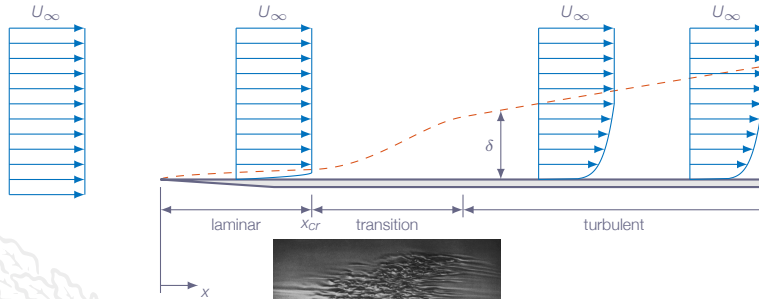 U∞ U∞ U∞ U∞
δ
laminar xcr transition turbulent
x